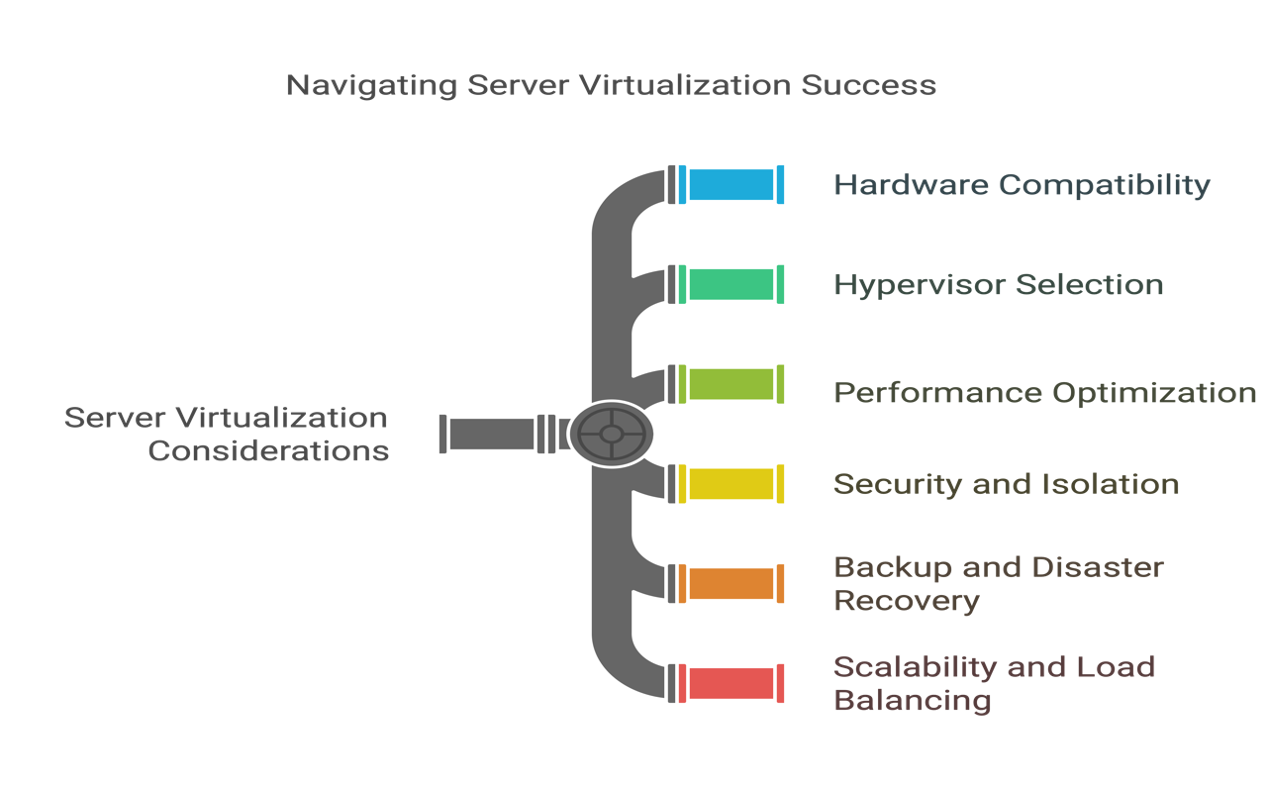 Navigating Server Virtualization Success
Hardware Compatibility
Hypervisor Selection
Performance Optimization
Server Virtualization
Considerations
Security and Isolation
Backup and Disaster
Recovery
Scalability and Load
Balancing